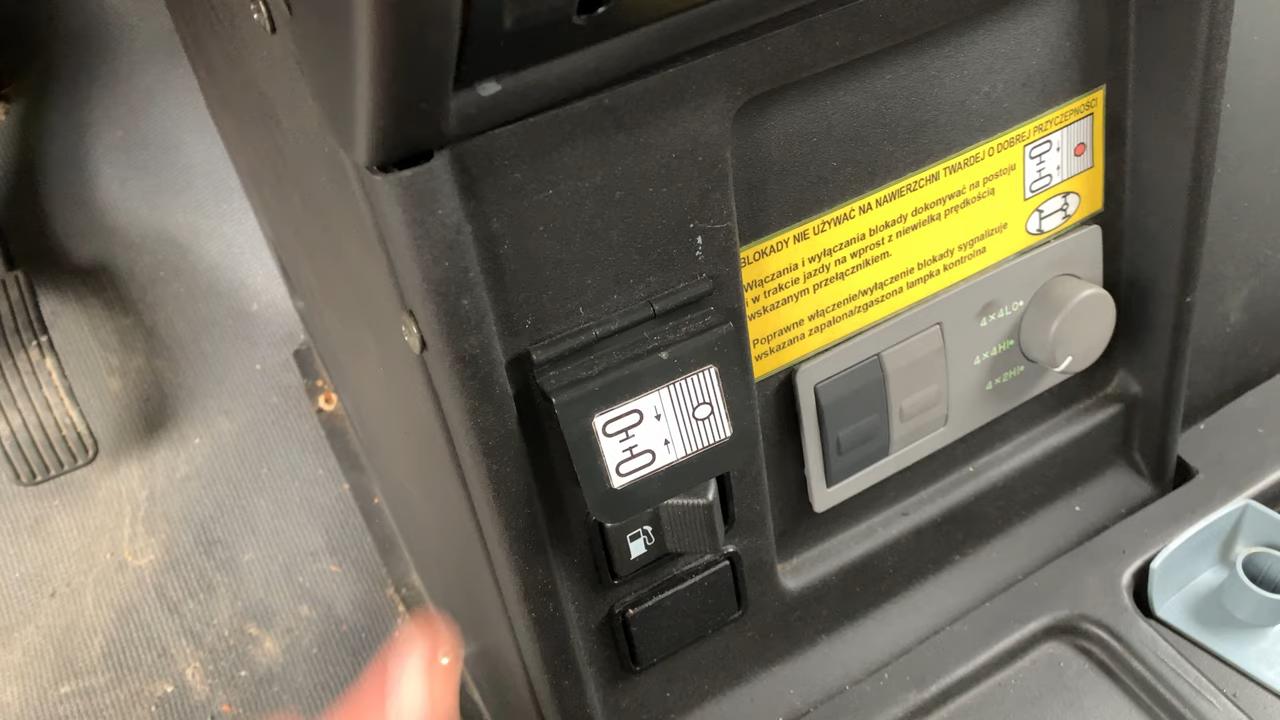 BLOKADY NIE UŻYWAĆ NA NAWIERZCHNI TWARDEJ O DOBREJ PRZYCZEPNOŚCI
Włączania i wyłączania blokady dokonywać na postoju
i w trakcie jazdy na wprost z niewielką prędkością
wskazanym przełącznikiem.
Poprawne włączenie/wyłączenie blokady sygnalizuje
wskazana zapalona/zgaszona lampka kontrolna
4×4LO
4×4HI
4×2HI